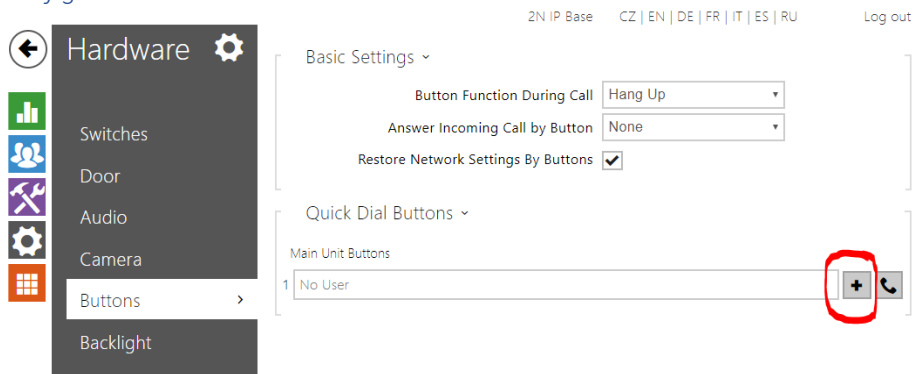 2N IP Base CZ | EN | DE | FR | IT | ES | RU Log out
Hardware
Switches
Door
Audio
Camera
Buttons
Backlight
Basic Settings
Button Function During Call Hang Up
Answer Incoming Call by Button None
Restore Network Settings By Buttons
Quick Dial Buttons
Main Unit Buttons
1 No User